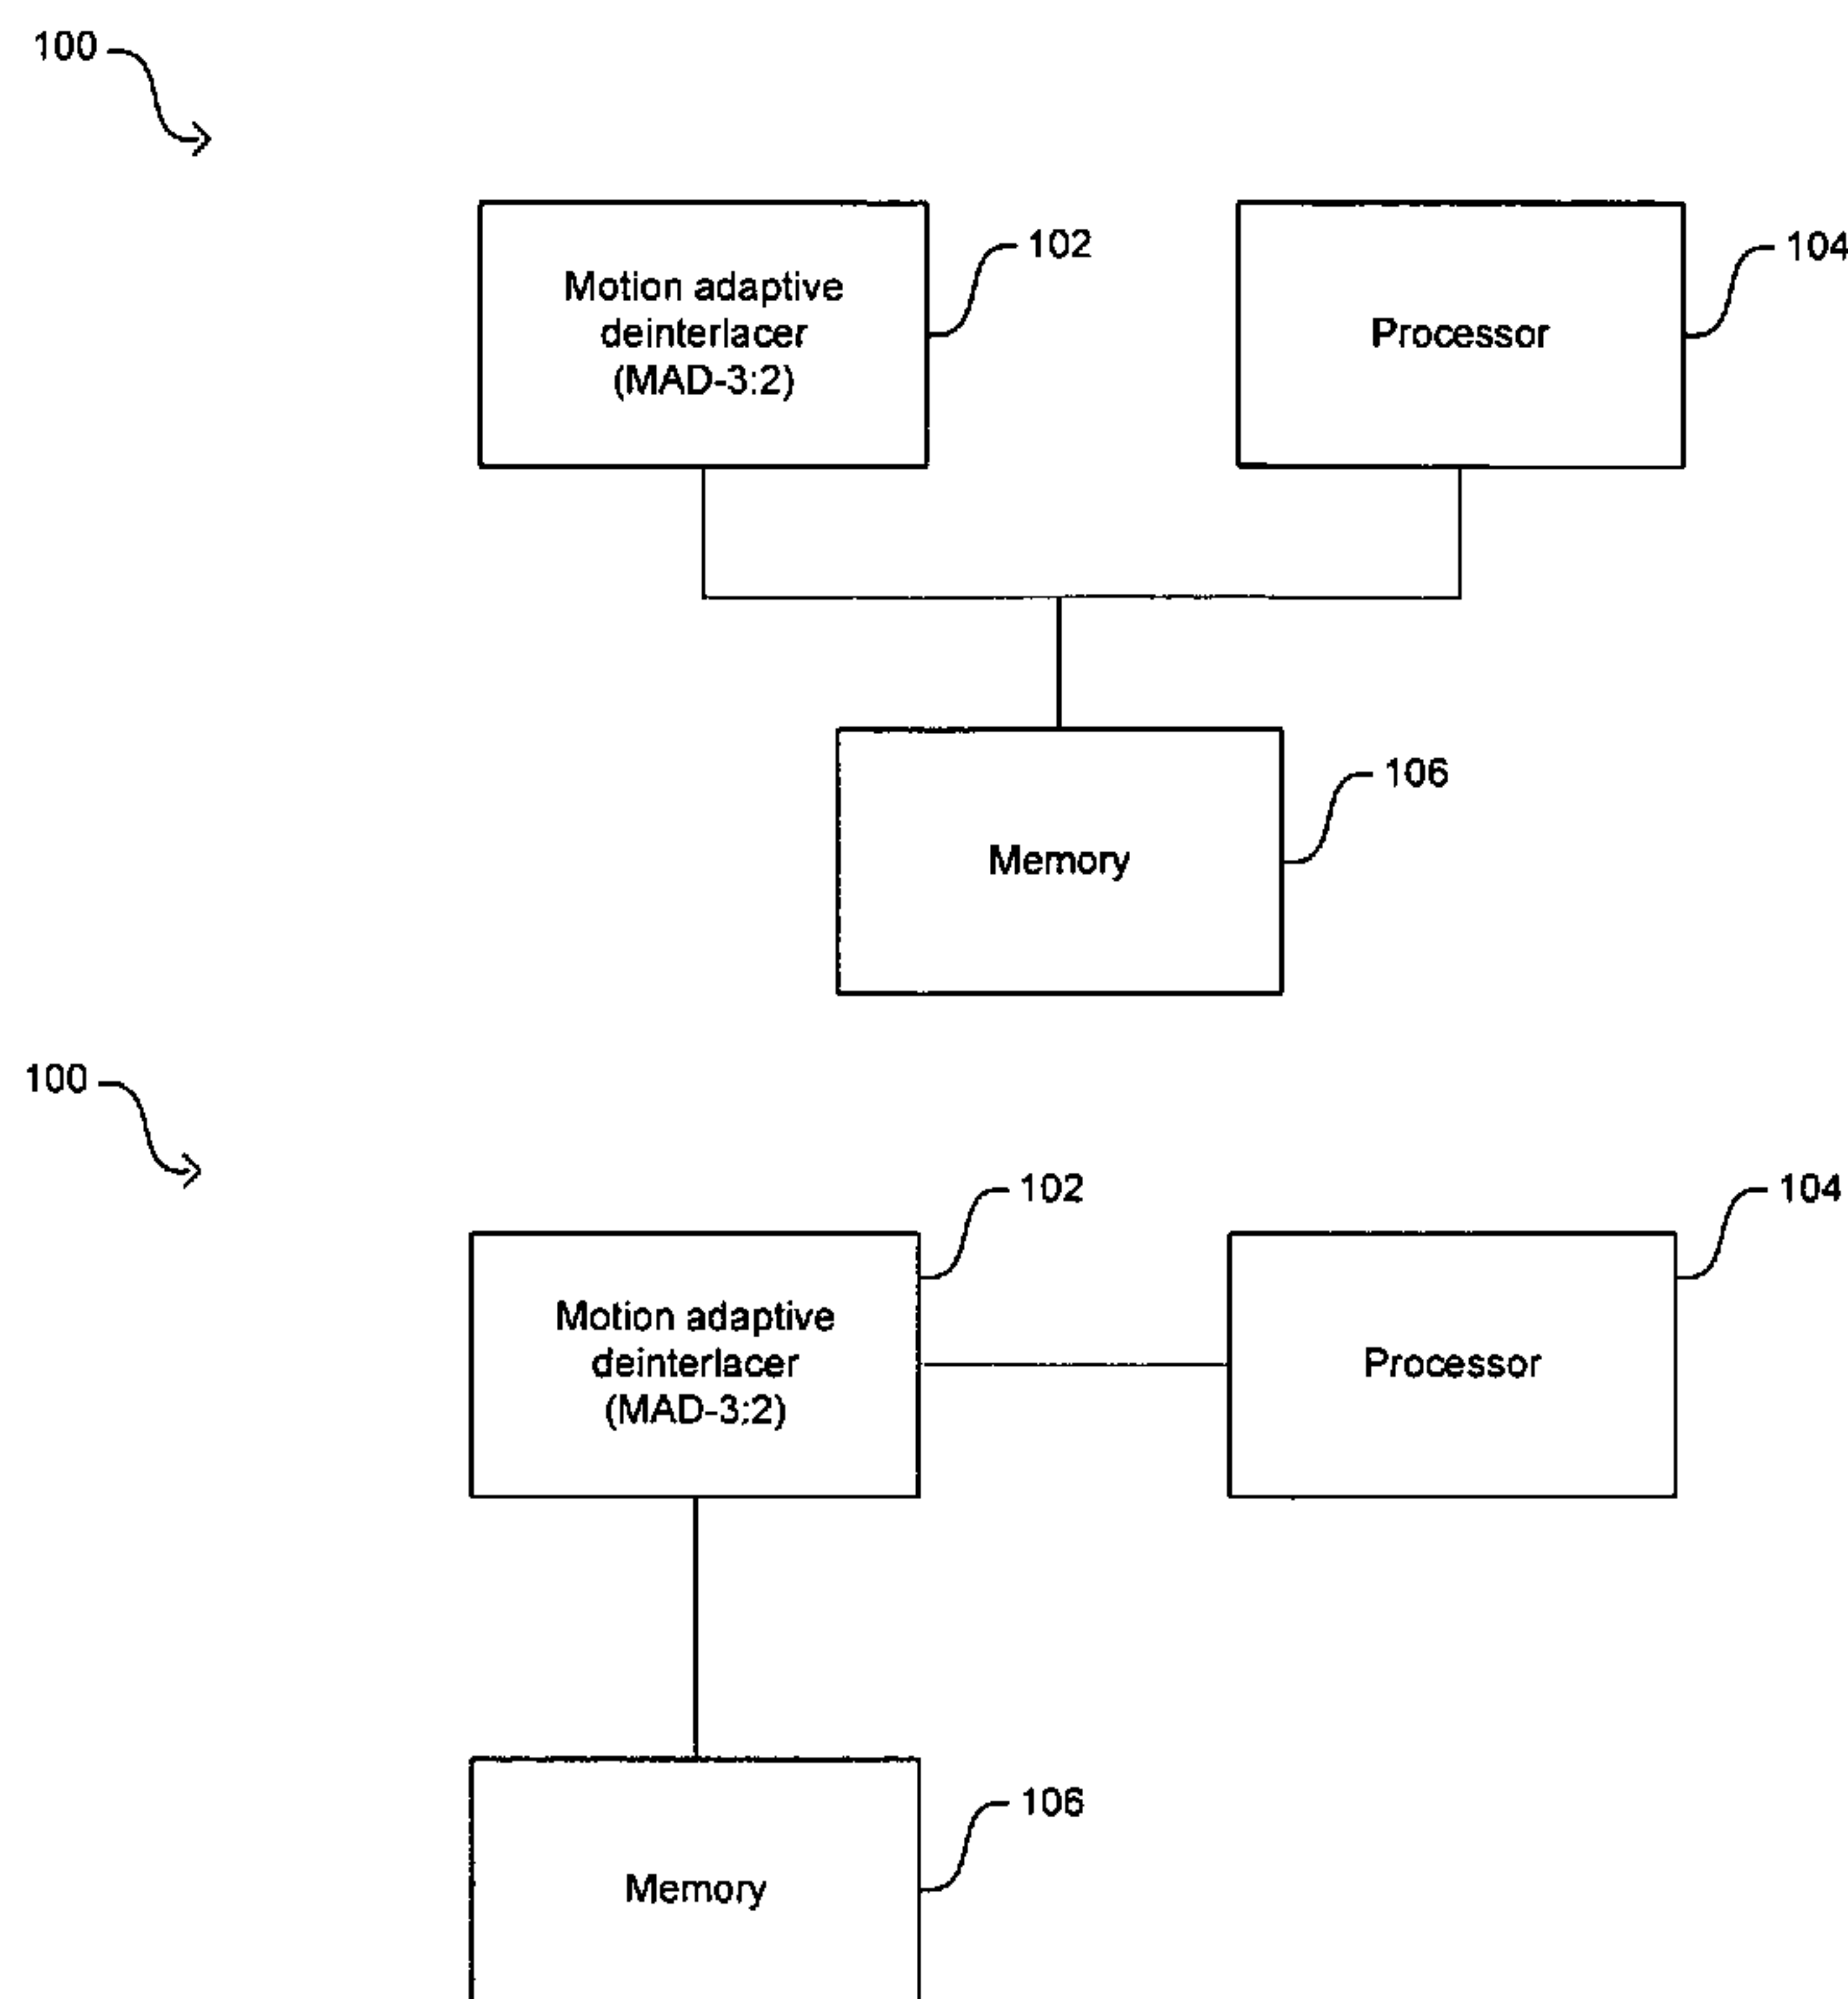 100
102
104
Motion adaptive
deinterlacer
(MAD-3:2)
Processor
106
Memory
100
102
104
Motion adaptive
deinterlacer
(MAD-3:2)
Processor
106
Memory